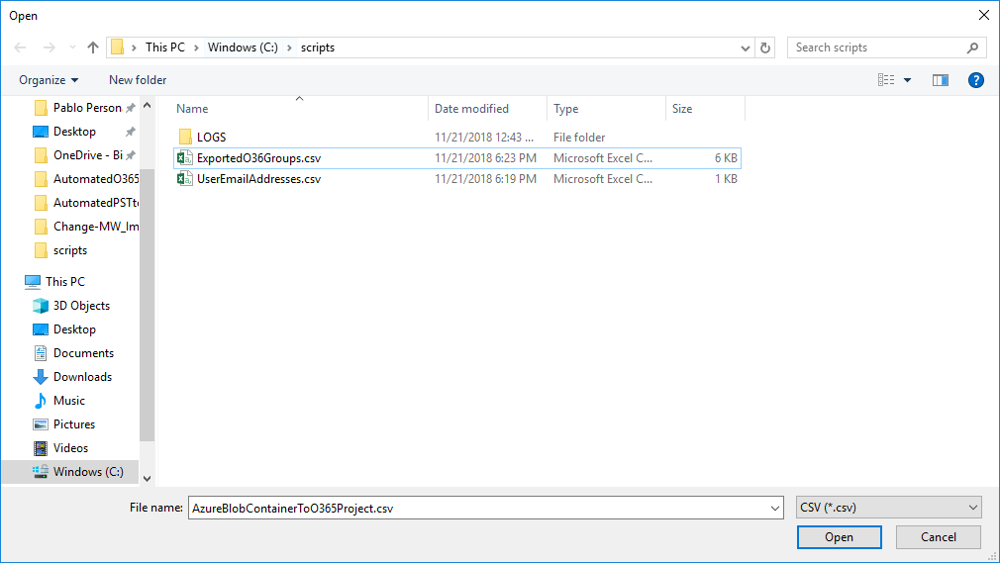 Open
This PC > Windows (C:) > scripts
Search scripts
Organize
New folder
?
Name
Date modified
Type
Size
LOGS 11/21/2018 12:43 ... File folder
ExportedO36Groups.csv 11/21/2018 6:23 PM Microsoft Excel C... 6 KB
UserEmailAddresses.csv 11/21/2018 6:19 PM Microsoft Excel C... 1 KB
Pablo Person
Desktop
OneDrive - Bi
AutomatedO365
AutomatedPSTt
Change-MW_Im
scripts
This PC
3D Objects
Desktop
Documents
Downloads
Music
Pictures
Videos
Windows (C:)
File name: AzureBlobContainerToO365Project.csv
CSV (*.csv)
Open
Cancel